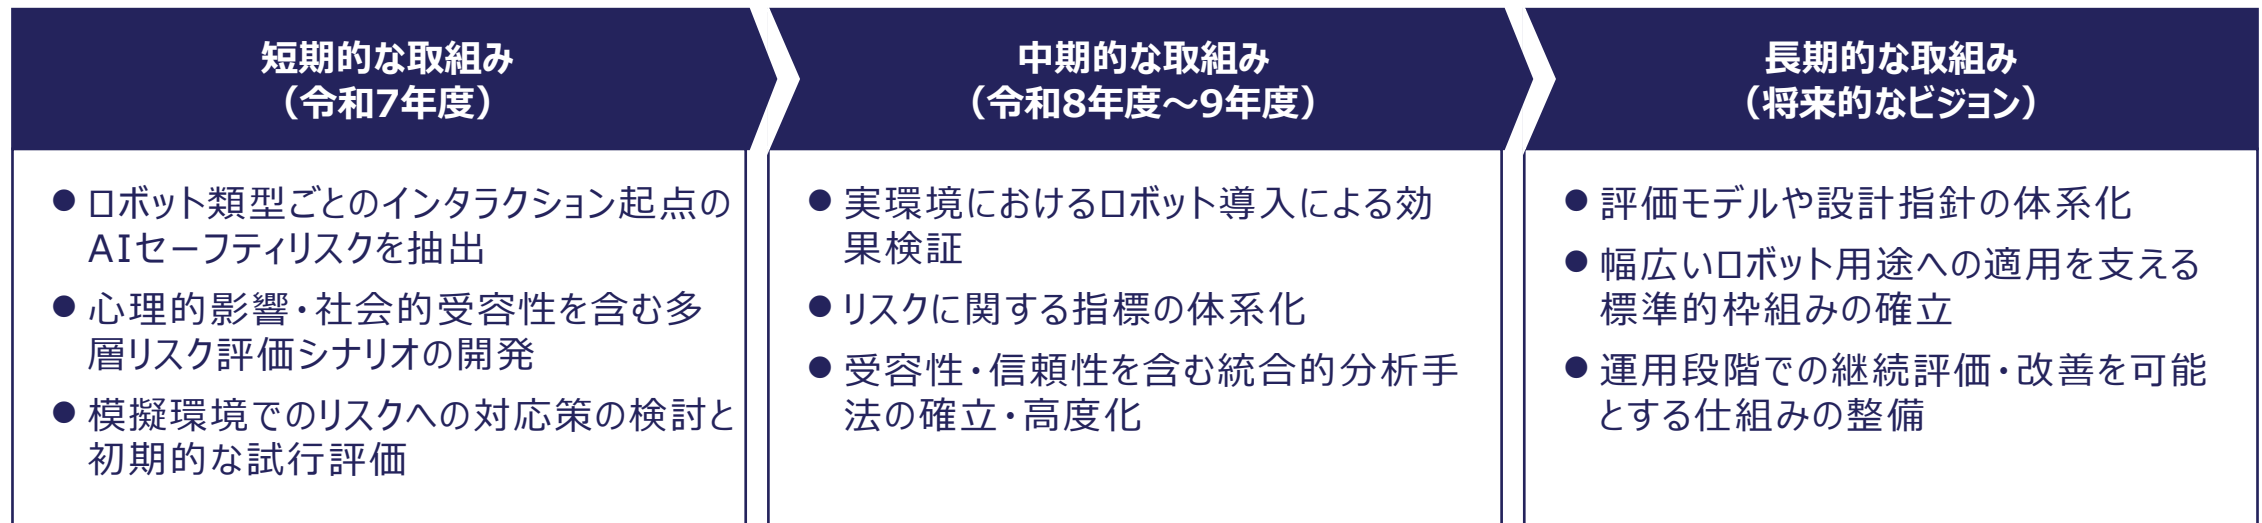 短期的な取組み
（令和7年度）
●ロボット類型ごとのインタラクション起点の
AIセーフティリスクを抽出
●心理的影響・社会的受容性を含む多
層リスク評価シナリオの開発
●模擬環境でのリスクへの対応策の検討と
初期的な試行評価
中期的な取組み
（令和8年度～9年度）
●実環境におけるロボット導入による効
果検証
●リスクに関する指標の体系化
●受容性・信頼性を含む統合的分析手
法の確立・高度化
長期的な取組み
（将来的なビジョン）
●評価モデルや設計指針の体系化
●幅広いロボット用途への適用を支える
標準的枠組みの確立
●運用段階での継続評価・改善を可能
とする仕組みの整備